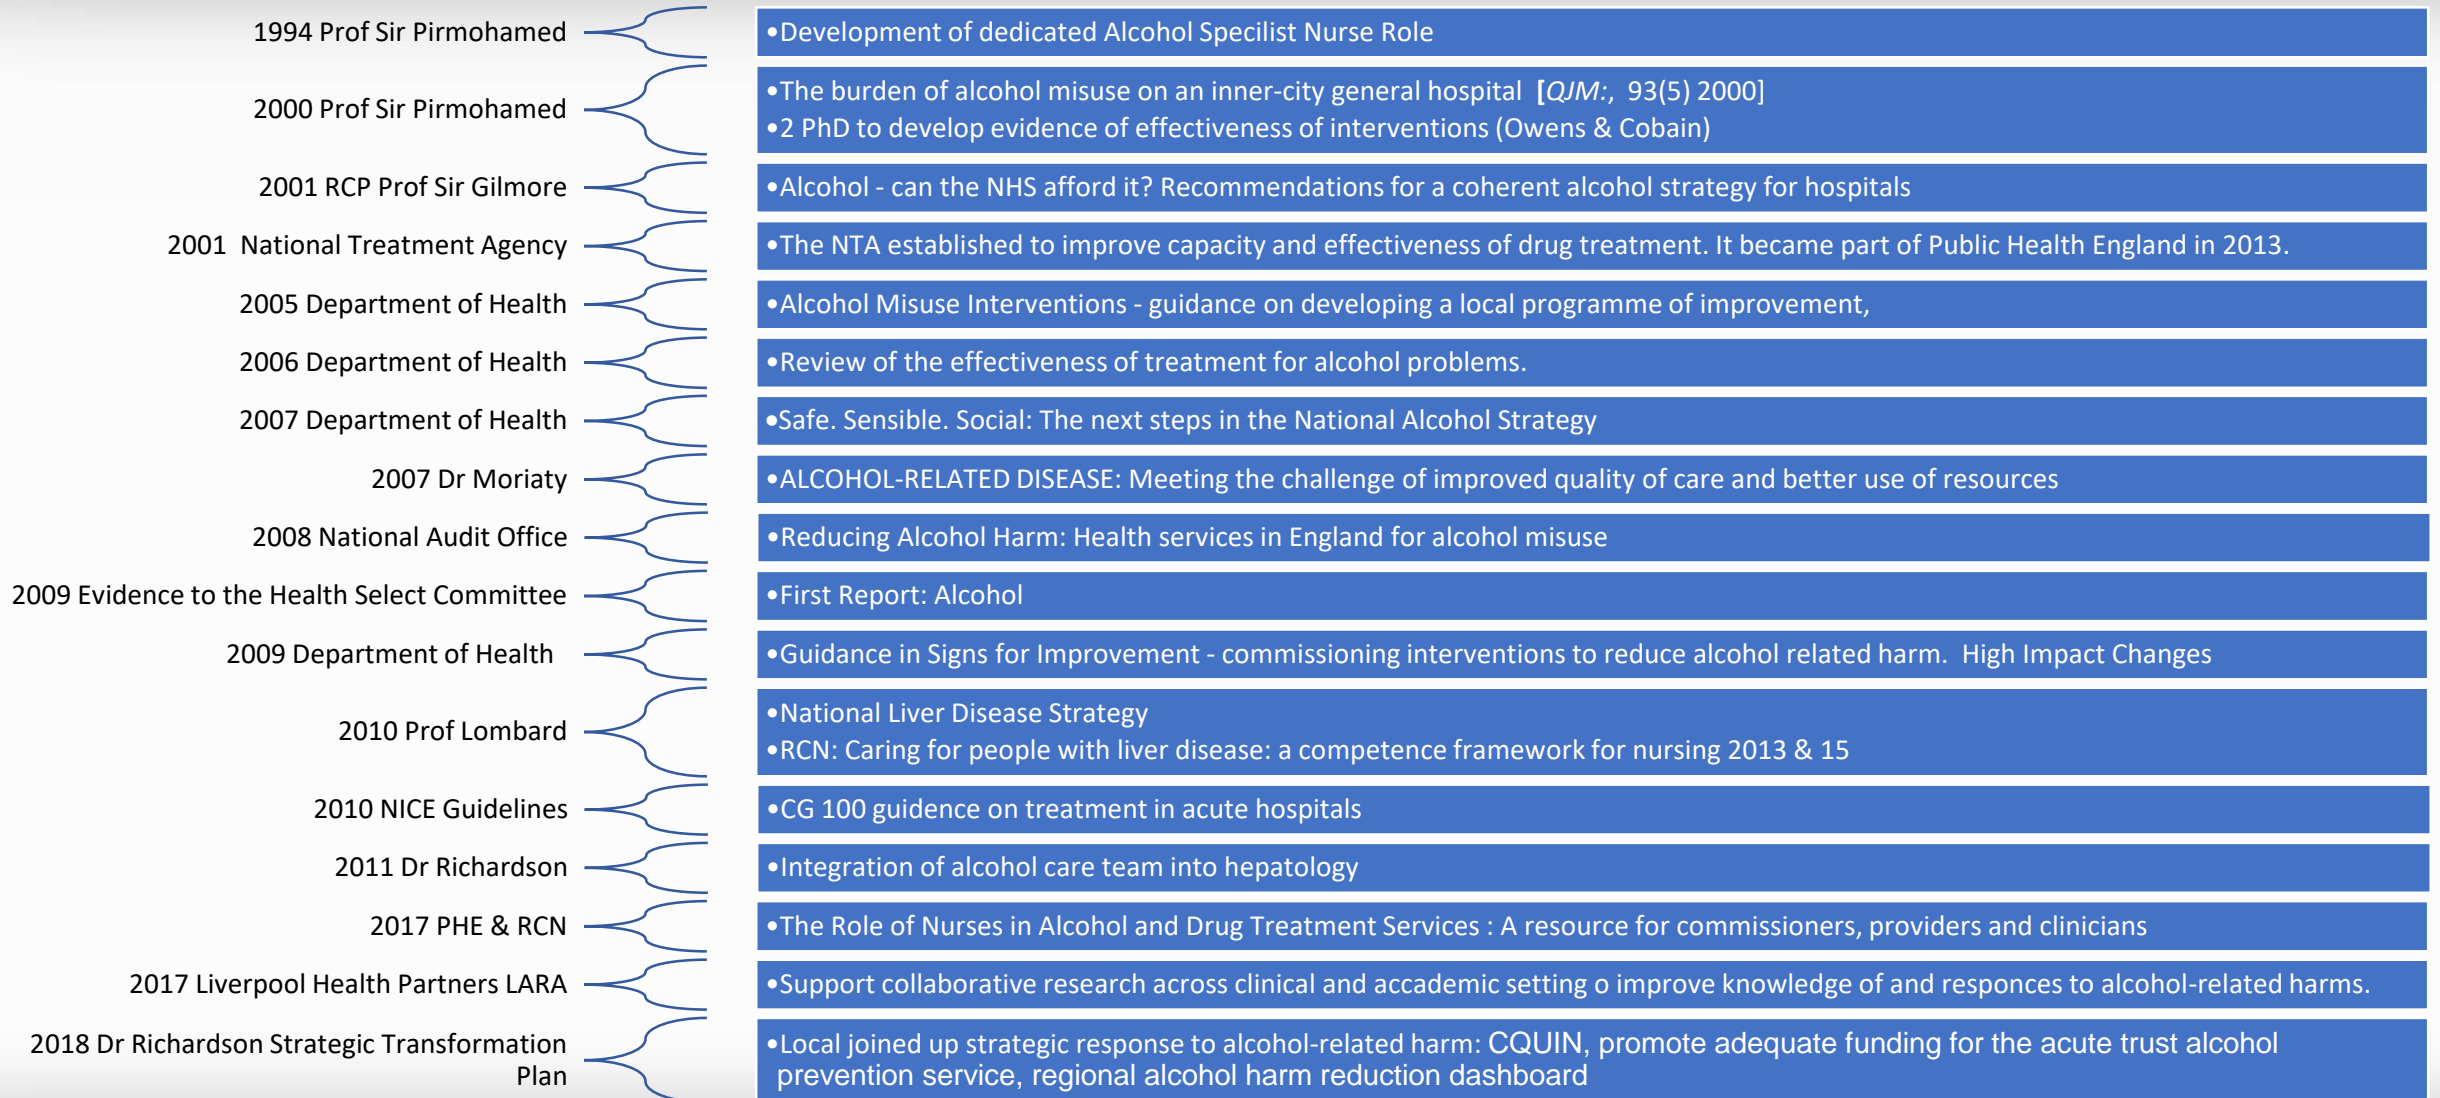 1994 Prof Sir Pirmohamed
•Development of dedicated Alcohol Specilist Nurse Role
2000 Prof Sir Pirmohamed
•The burden of alcohol misuse on an inner-city general hospital [QJM:, 93(5) 2000]
•2 PhD to develop evidence of effectiveness of interventions (Owens & Cobain)
2001 RCP Prof Sir Gilmore
•Alcohol - can the NHS afford it? Recommendations for a coherent alcohol strategy for hospitals
2001 National Treatment Agency
•The NTA established to improve capacity and effectiveness of drug treatment. It became part of Public Health England in 2013.
2005 Department of Health
•Alcohol Misuse Interventions - guidance on developing a local programme of improvement,
2006 Department of Health
•Review of the effectiveness of treatment for alcohol problems.
2007 Department of Health
•Safe. Sensible. Social: The next steps in the National Alcohol Strategy
2007 Dr Moriaty
•ALCOHOL-RELATED DISEASE: Meeting the challenge of improved quality of care and better use of resources
2008 National Audit Office
•Reducing Alcohol Harm: Health services in England for alcohol misuse
2009 Evidence to the Health Select Committee
•First Report: Alcohol
2009 Department of Health
•Guidance in Signs for Improvement - commissioning interventions to reduce alcohol related harm. High Impact Changes
2010 Prof Lombard
•National Liver Disease Strategy
•RCN: Caring for people with liver disease: a competence framework for nursing 2013 & 15
2010 NICE Guidelines
•CG 100 guidence on treatment in acute hospitals
2011 Dr Richardson
•Integration of alcohol care team into hepatology
2017 PHE & RCN
•The Role of Nurses in Alcohol and Drug Treatment Services : A resource for commissioners, providers and clinicians
2017 Liverpool Health Partners LARA
•Support collaborative research across clinical and accademic setting o improve knowledge of and responces to alcohol-related harms.
2018 Dr Richardson Strategic Transformation
Plan
•Local joined up strategic response to alcohol-related harm: CQUIN, promote adequate funding for the acute trust alcohol
prevention service, regional alcohol harm reduction dashboard